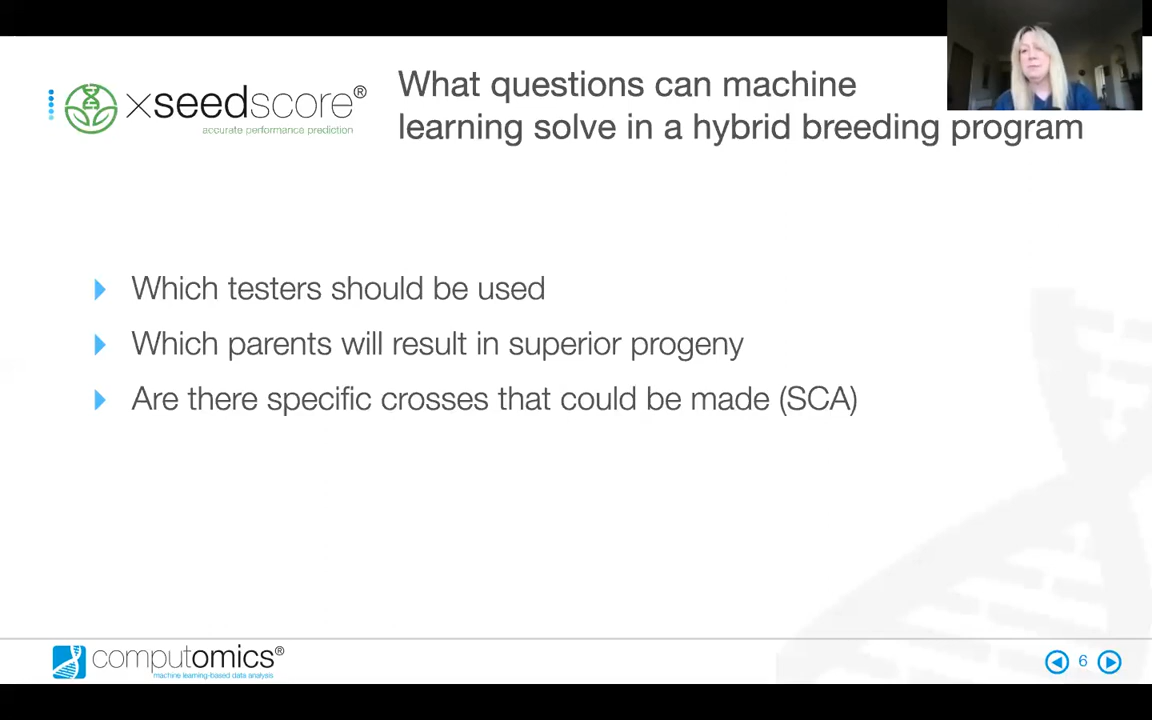 xseedscore®
accurate performance prediction
What questions can machine
learning solve in a hybrid breeding program
Which testers should be used
Which parents will result in superior progeny
Are there specific crosses that could be made (SCA)
computomics®
machine learning-based data analysis
6